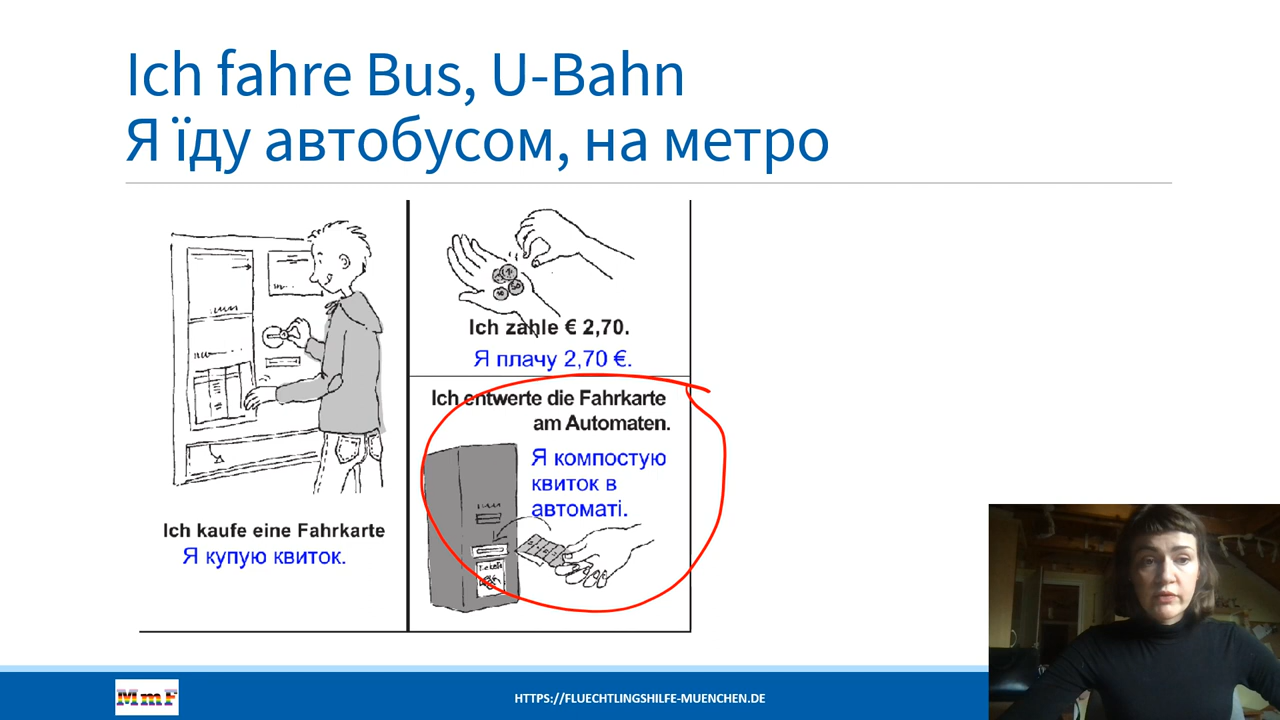 Ich fahre Bus, U-Bahn
Я їду автобусом, на метро
Ich kaufe eine Fahrkarte
Я купую квиток.
Ich zahle € 2,70.
Я плачу 2,70 €.
Ich entwerte die Fahrkarte
am Automaten.
Я компостую
квиток в
автоматі.
MmF
HTTPS://FLUECHTLINGSHILFE-MUENCHEN.DE